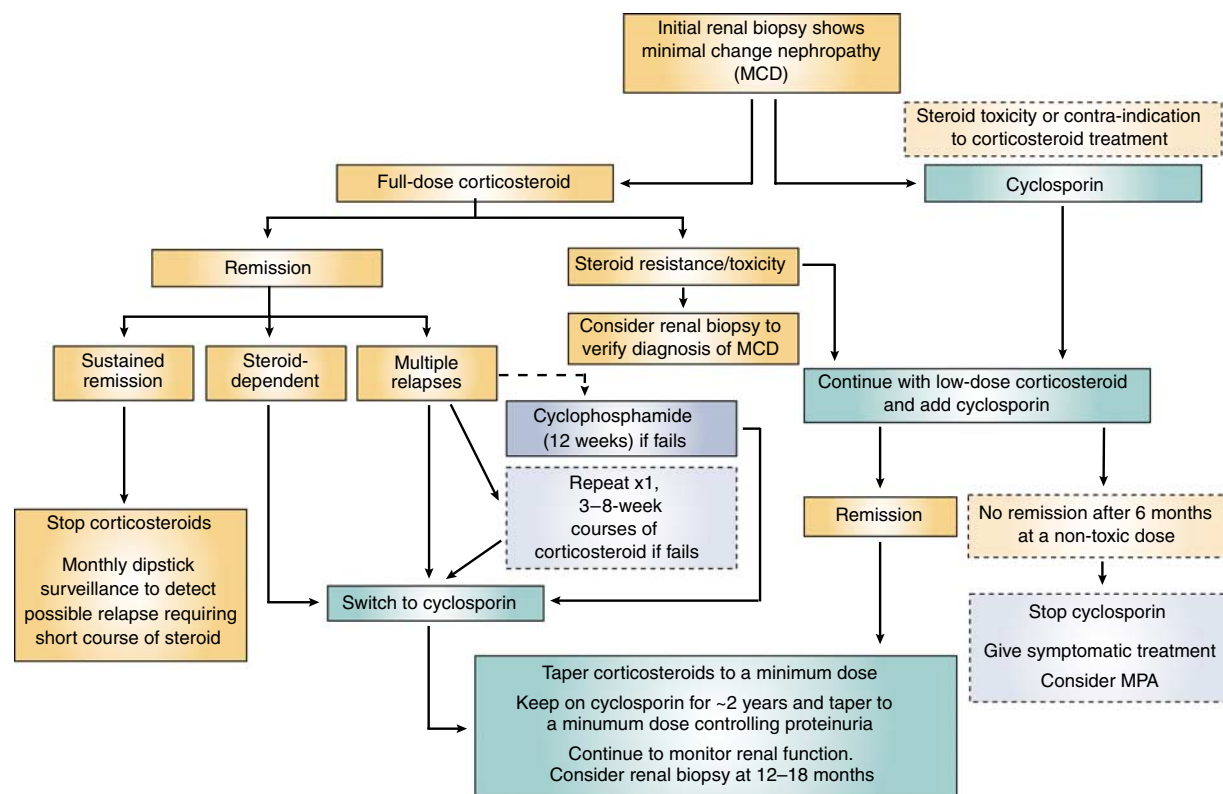 Initial renal biopsy shows
minimal change nephropathy
(MCD)
Steroid toxicity or contra-indication
to corticosteroid treatment
Full-dose corticosteroid
Cyclosporin
Remission
Steroid resistance/toxicity
Consider renal biopsy to
verify diagnosis of MCD
Sustained
remission
Steroid-
dependent
Multiple
relapses
Continue with low-dose corticosteroid
and add cyclosporin
Cyclophosphamide
(12 weeks) if fails
Repeat x1,
3–8-week
courses of
corticosteroid if fails
Remission
No remission after 6 months
at a non-toxic dose
Stop corticosteroids
Monthly dipstick
surveillance to detect
possible relapse requiring
short course of steroid
Switch to cyclosporin
Stop cyclosporin
Give symptomatic treatment
Consider MPA
Taper corticosteroids to a minimum dose
Keep on cyclosporin for ~2 years and taper to
a minumum dose controlling proteinuria
Continue to monitor renal function.
Consider renal biopsy at 12–18 months